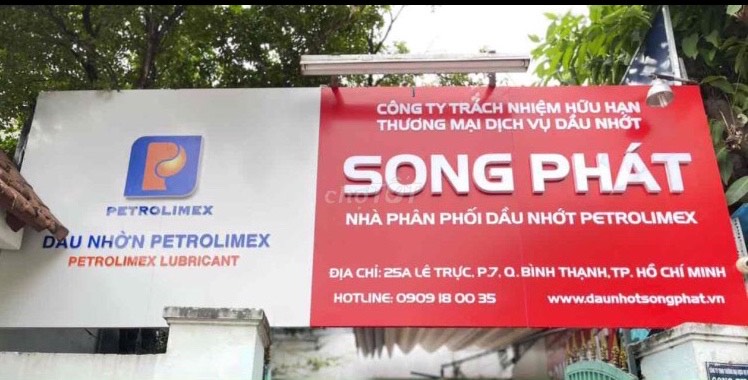 PETROLIMEX
DẦU NHỜN PETROLIMEX
PETROLIMEX LUBRICANT
CÔNG TY TRÁCH NHIỆM HỮU HẠN
THƯƠNG MẠI DỊCH VỤ DẦU NHỚT
SONG PHÁT
NHÀ PHÂN PHỐI DẦU NHỚT PETROLIMEX
ĐỊA CHỈ: 25A LÊ TRỰC, P.7, Q. BÌNH THẠNH, TP. HỒ CHÍ MINH
HOTLINE: 0909 18 00 35 www.daunhotsongphat.vn
chợTỐT